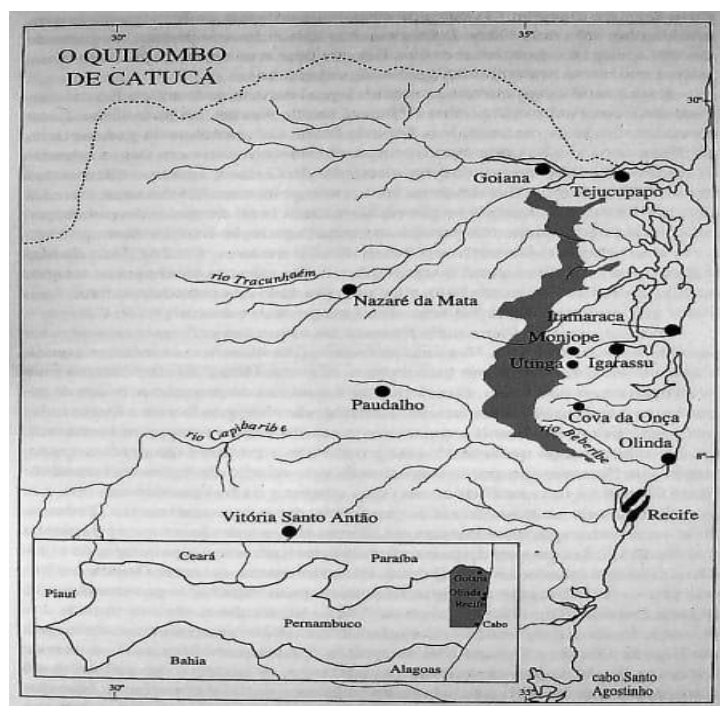 O QUILOMBO
DE CATUCÁ
30'
35'
30'
Goiana
Tejucupapo
rio Tracunhaém
Nazaré da Mata
Itamaraca
Monjope
Utinga
Igarassu
Paudalho
Cova da Onça
rio Beberibe
rio Capibaribe
Olinda
8°
Recife
Vitória Santo Antão
Ceará
Paraíba
Piauí
Goiana
Olinda
Recife
Pernambuco
Cabo
Bahia
Alagoas
cabo Santo
Agostinho
30'
35'